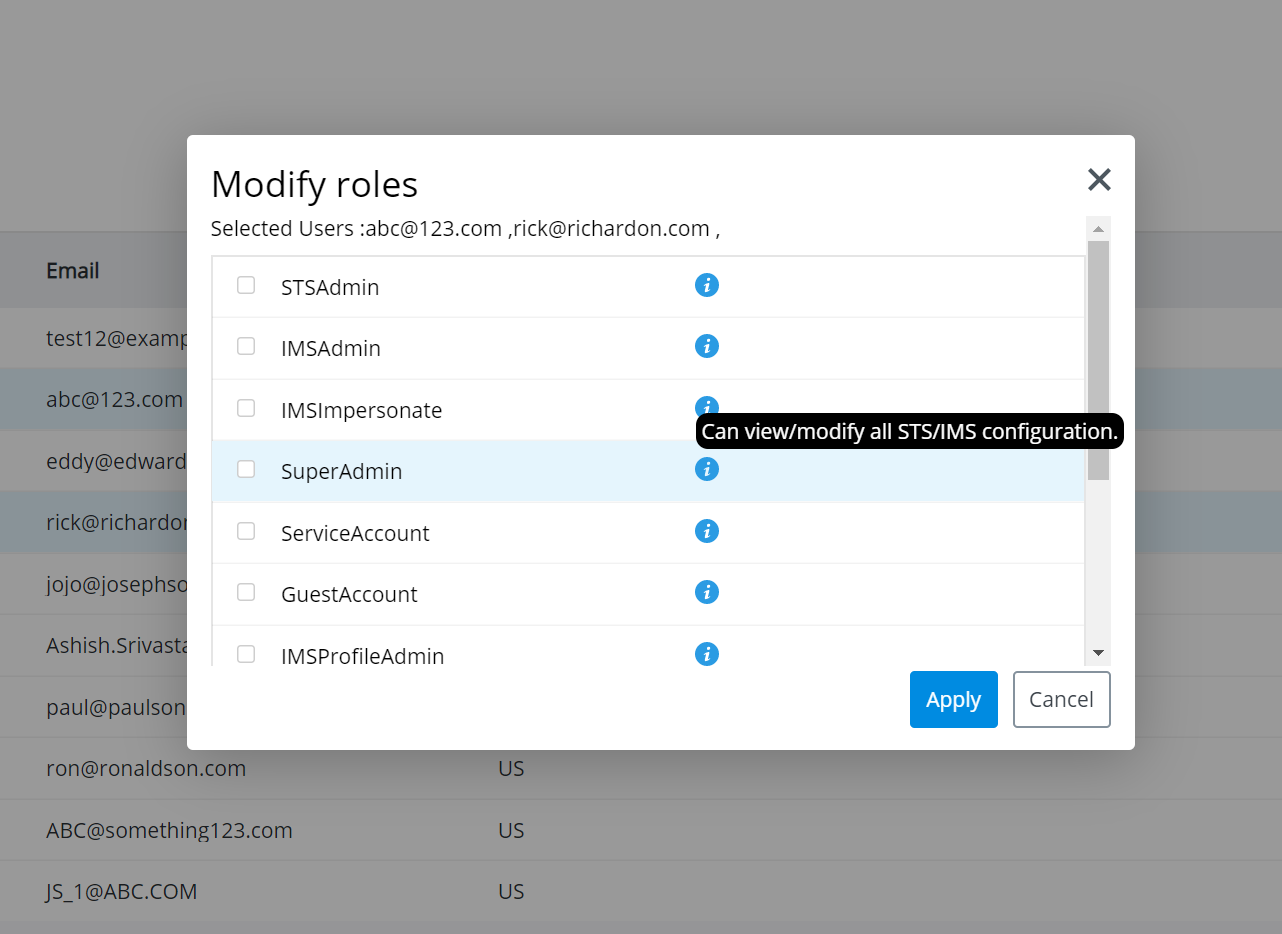 Modify roles
Selected Users :abc@123.com ,rick@richardon.com ,
Email
STSAdmin
test12@examp
IMSAdmin
abc@123.com
IMSImpersonate
Can view/modify all STS/IMS configuration.
eddy@edward
SuperAdmin
rick@richardon
ServiceAccount
jojo@josephso
GuestAccount
Ashish.Srivasta
IMSProfileAdmin
paul@paulson
Apply
Cancel
ron@ronaldson.com US
ABC@something123.com US
JS_1@ABC.COM US